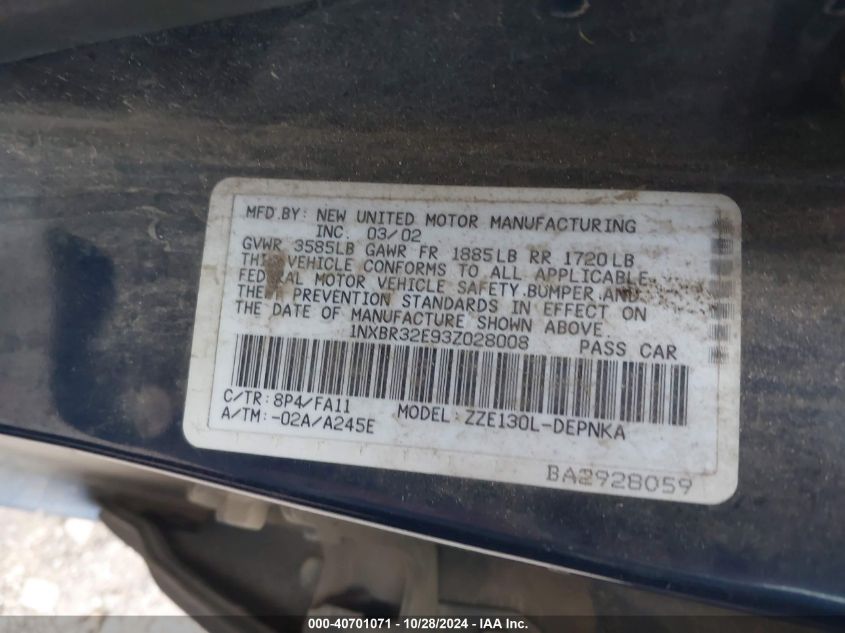 MFD BY: NEW UNITED MOTOR MANUFACTURING
INC. 03/02
GVWR 3585LB GAWR FR 1885LB RR 1720LB
THIS VEHICLE CONFORMS TO ALL APPLICABLE
FEDERAL MOTOR VEHICLE SAFETY,BUMPER,AND
THEFT PREVENTION STANDARDS IN EFFECT ON
THE DATE OF MANUFACTURE SHOWN ABOVE.
1NXBR32E93Z028008 PASS CAR
C/TR: 8P4/FA11 MODEL: ZZE130L-DEPNKA
A/TM: -02A/A245E
BA2928059
000-40701071 - 10/28/2024 - IAA Inc.